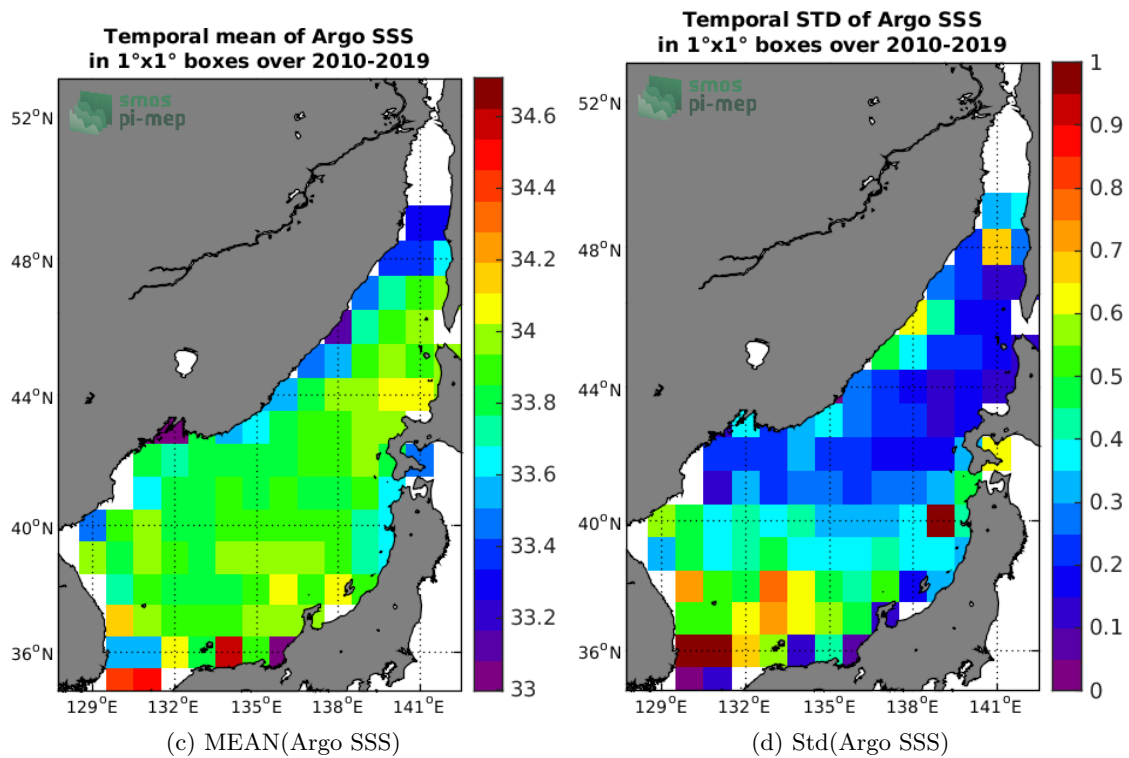 Temporal mean of Argo SSS
in 1°x1° boxes over 2010-2019
smos
pi-mep
52°N
48°N
44°N
40°N
36°N
129°E
132°E
135°E
138°E
141°E
34.6
34.4
34.2
34
33.8
33.6
33.4
33.2
33
(c) MEAN(Argo SSS)
Temporal STD of Argo SSS
in 1°x1° boxes over 2010-2019
smos
pi-mep
52°N
48°N
44°N
40°N
36°N
129°E
132°E
135°E
138°E
141°E
1
0.9
0.8
0.7
0.6
0.5
0.4
0.3
0.2
0.1
0
(d) Std(Argo SSS)